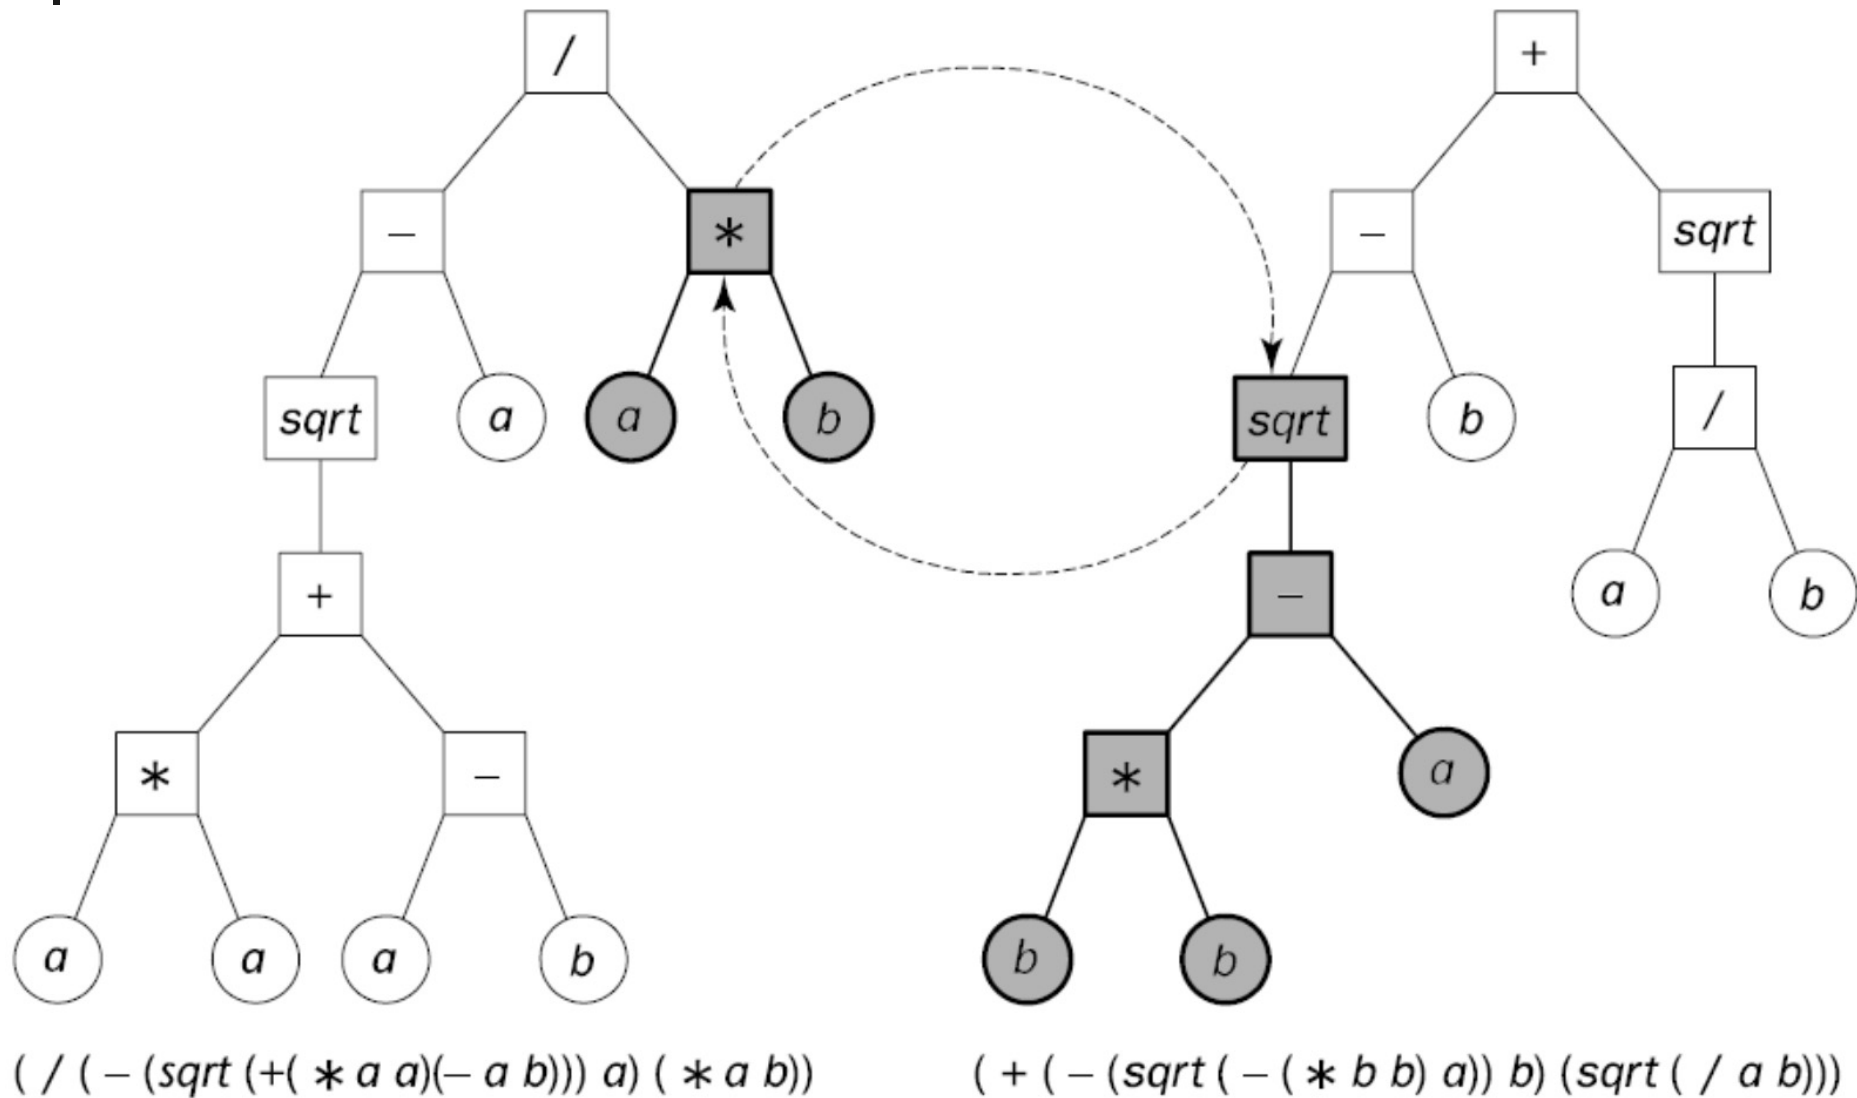 / +
− * − sqrt
sqrt a a b sqrt b /
+ − a b
* − * a
a a a b b b
( / ( − (sqrt (+( * a a)(− a b))) a) ( * a b)) ( + ( − (sqrt ( − ( * b b) a)) b) (sqrt ( / a b)))